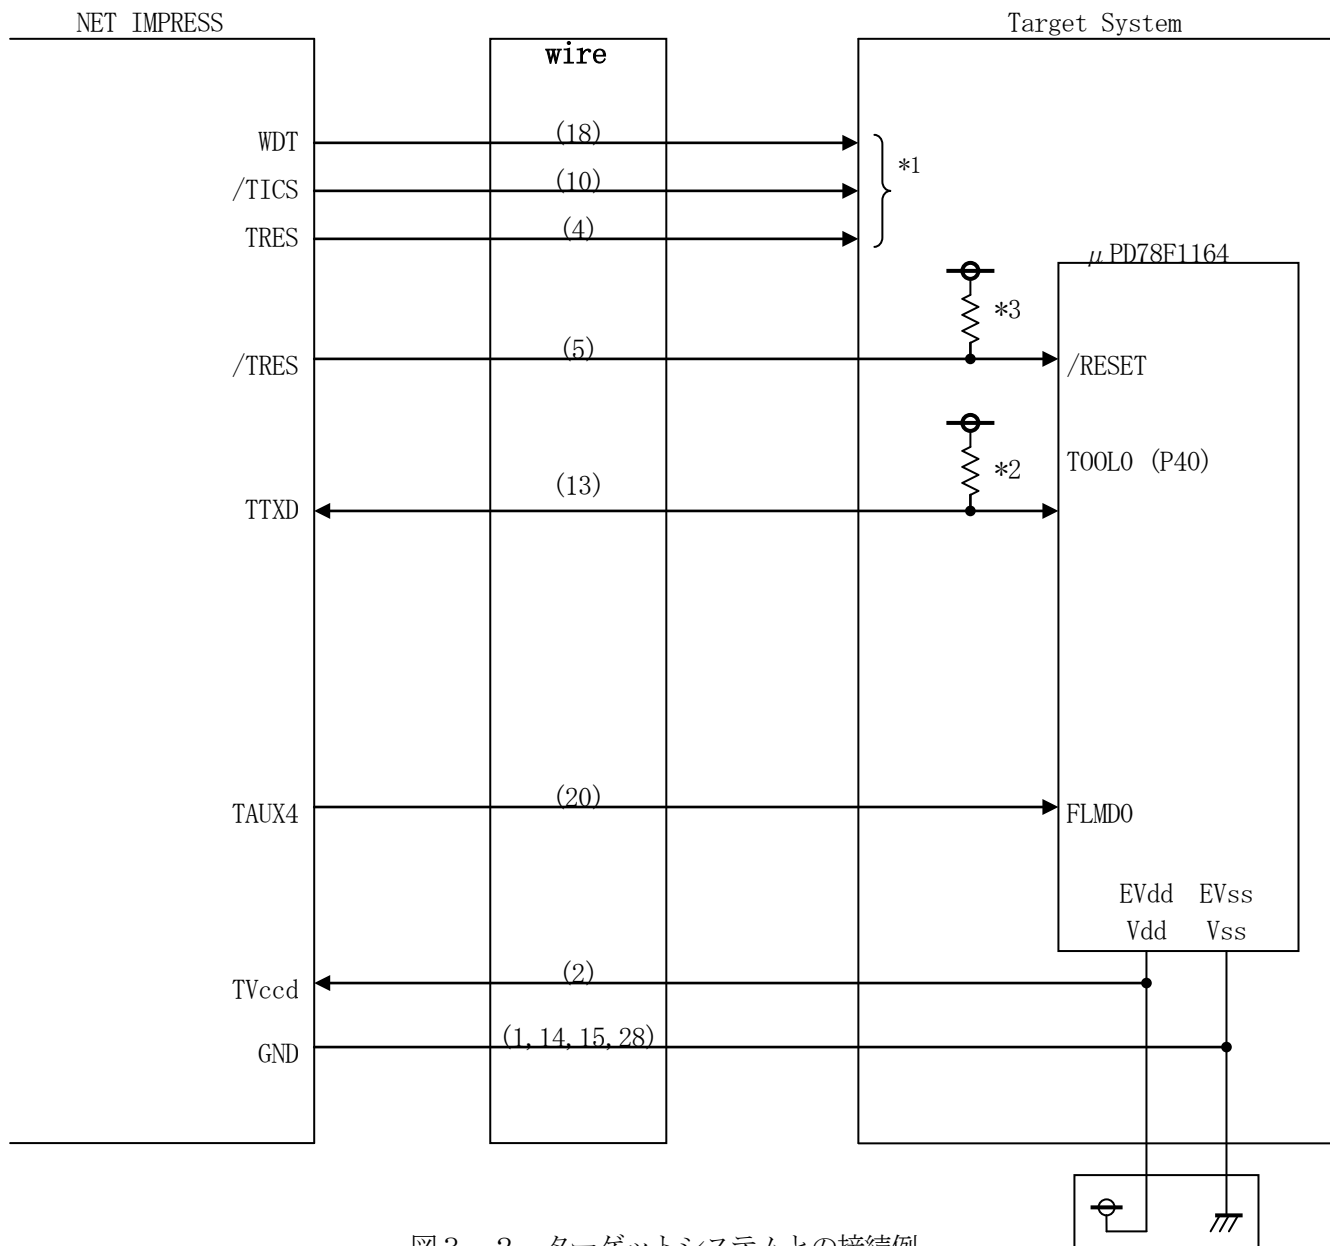 NET IMPRESS
wire
Target System
WDT
(18)
*1
/TICS
(10)
TRES
(4)
μPD78F1164
*3
/TRES
(5)
/RESET
*2
TOOL0 (P40)
TTXD
(13)
TAUX4
(20)
FLMD0
EVdd EVss
Vdd Vss
TVccd
(2)
GND
(1,14,15,28)